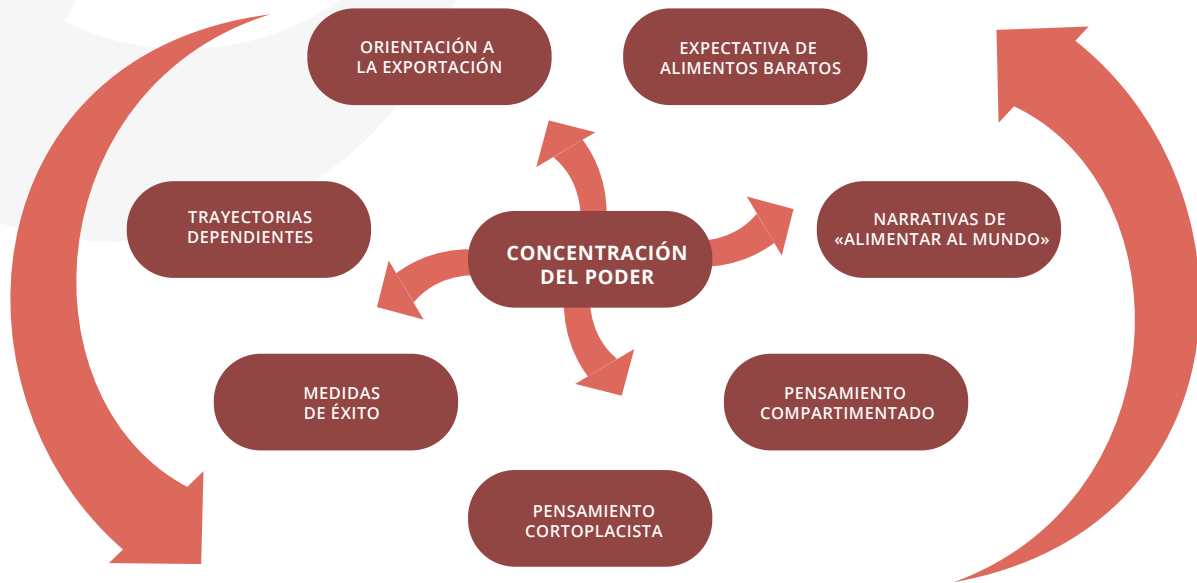 ORIENTACIÓN A
LA EXPORTACIÓN
EXPECTATIVA DE
ALIMENTOS BARATOS
TRAYECTORIAS
DEPENDIENTES
NARRATIVAS DE
«ALIMENTAR AL MUNDO»
CONCENTRACIÓN
DEL PODER
MEDIDAS
DE ÉXITO
PENSAMIENTO
COMPARTIMENTADO
PENSAMIENTO
CORTOPLACISTA